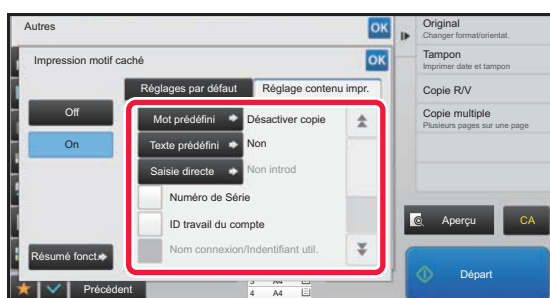 Autres
OK
Impression motif caché
OK
Réglages par défaut
Réglage contenu impr.
Off
On
Mot prédéfini
Désactiver copie
Texte prédéfini
Non
Saisie directe
Non introd
Numéro de Série
ID travail du compte
Nom connexion/Indentifiant util.
Résumé fonct.
Précédent
3 A4
4 A4
Original
Changer format/orientat.
Tampon
Imprimer date et tampon
Copie R/V
Copie multiple
Plusieurs pages sur une page
Aperçu
CA
Départ